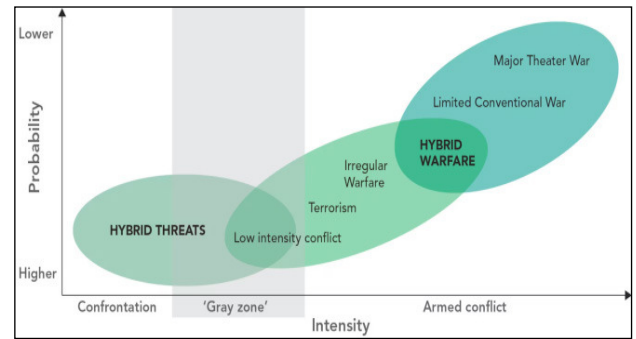 Lower
Probability
Higher
Major Theater War
Limited Conventional War
HYBRID
WARFARE
Irregular
Warfare
Terrorism
HYBRID THREATS
Low intensity conflict
Confrontation
'Gray zone'
Armed conflict
Intensity